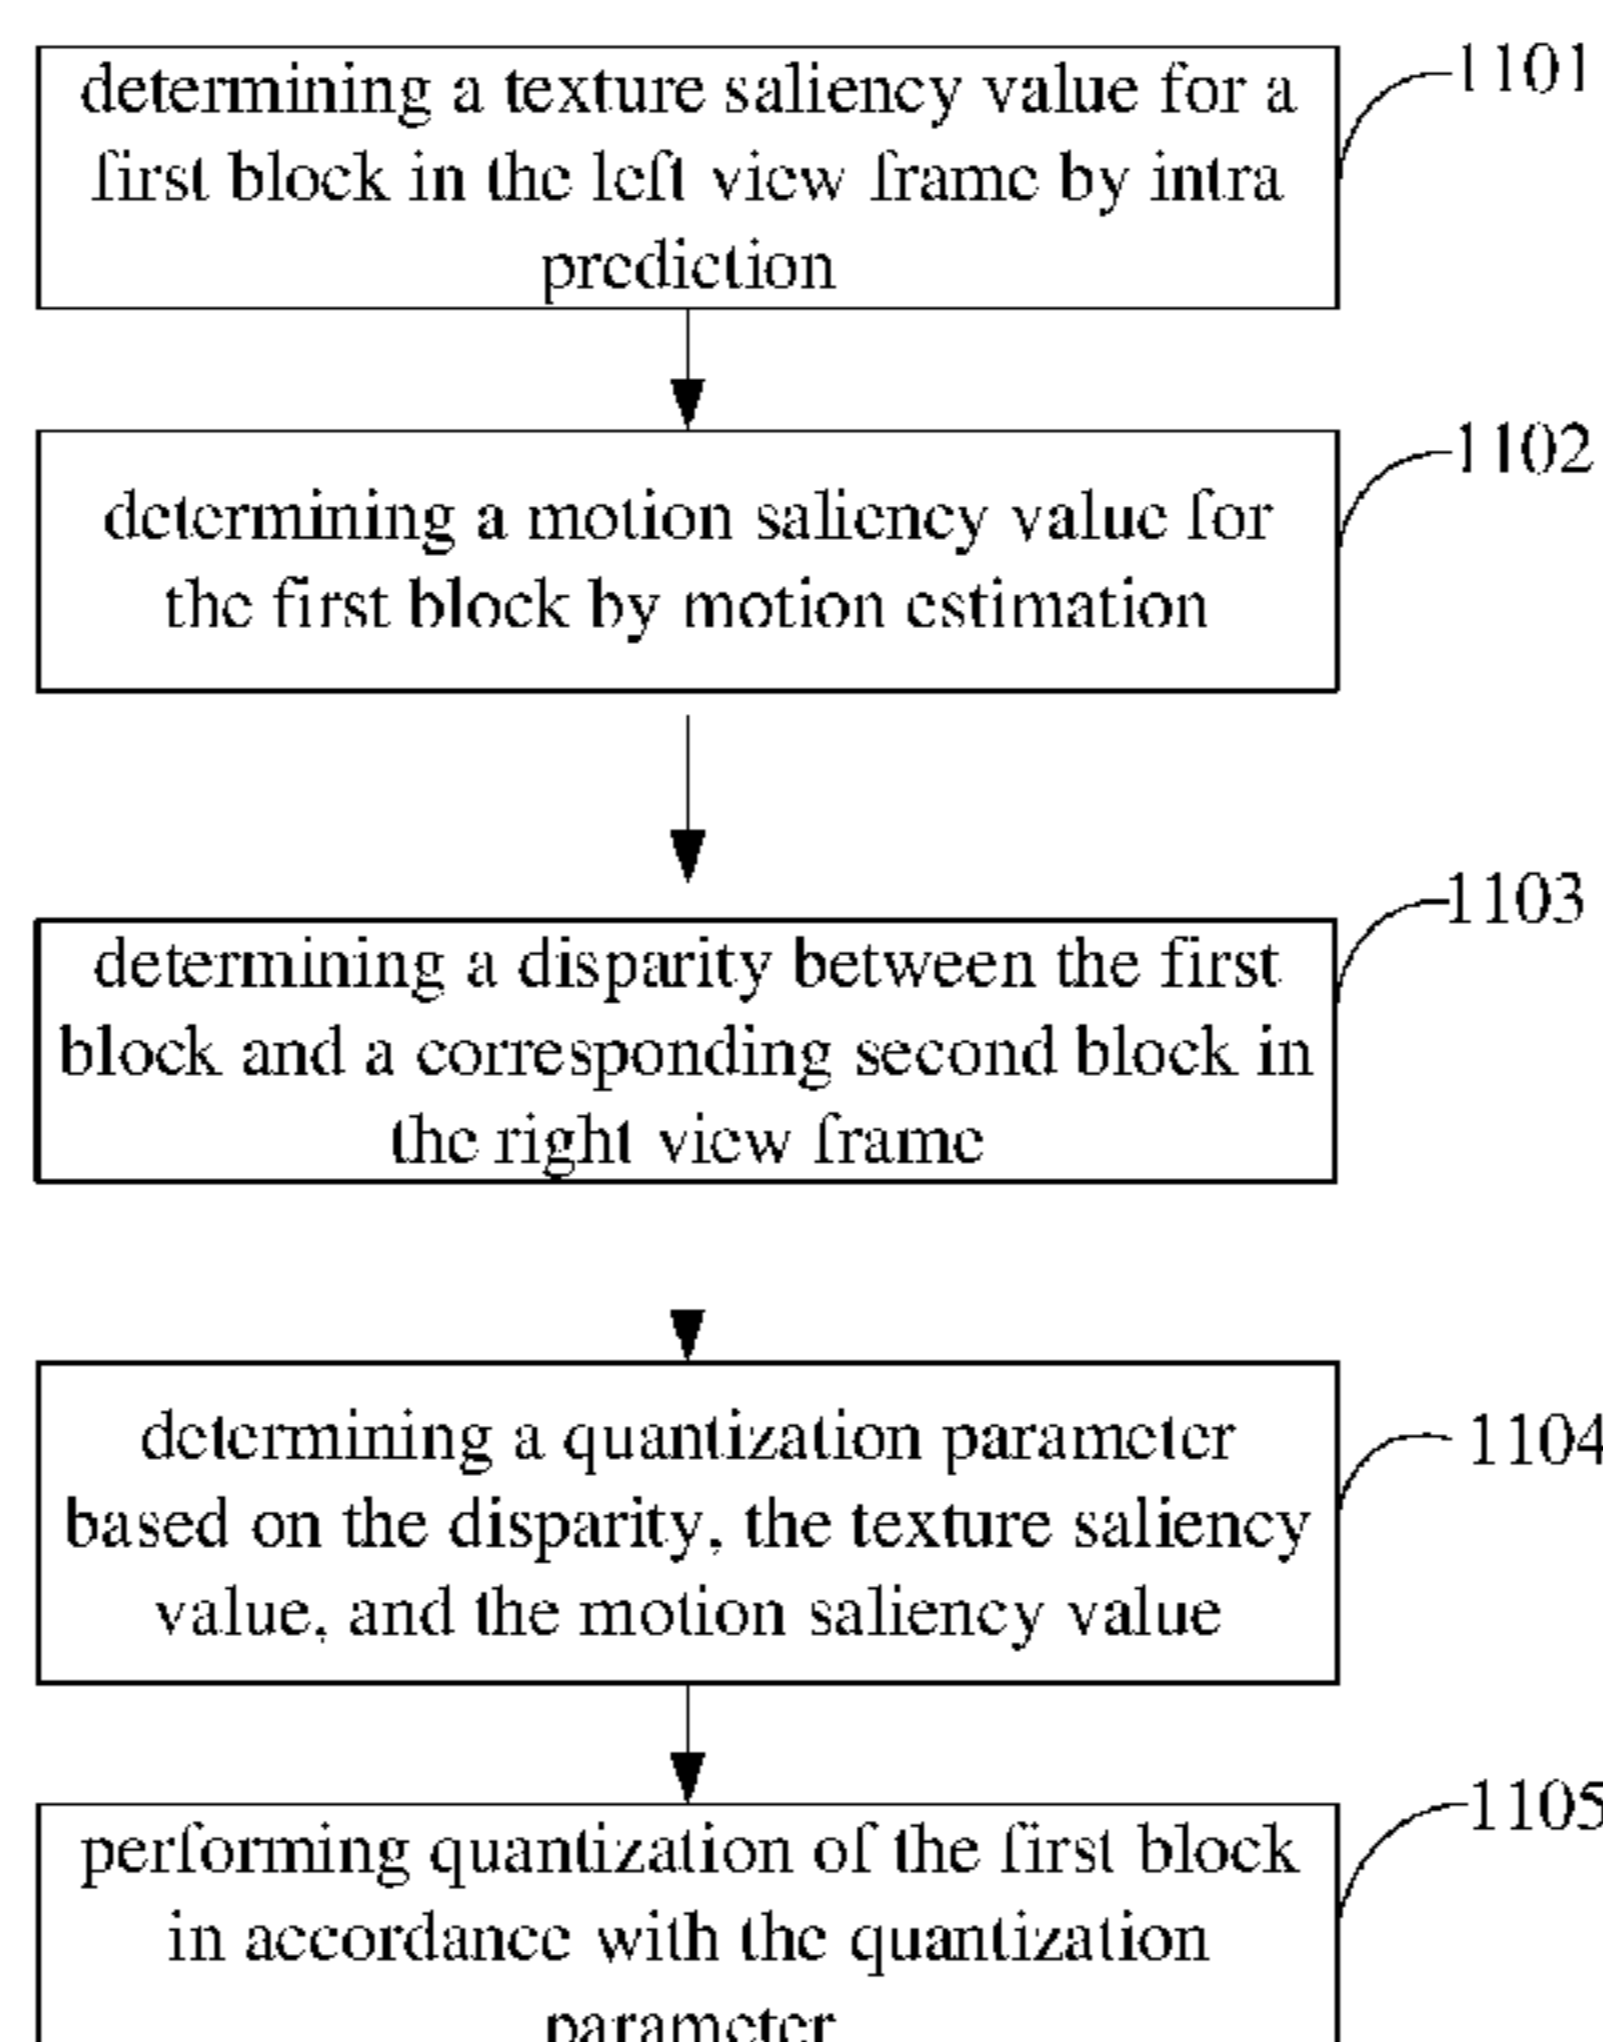 determining a texture saliency value for a
first block in the left view frame by intra
prediction
1101
determining a motion saliency value for
the first block by motion estimation
1102
determining a disparity between the first
block and a corresponding second block in
the right view frame
1103
determining a quantization parameter
based on the disparity, the texture saliency
value, and the motion saliency value
1104
performing quantization of the first block
in accordance with the quantization
parameter
1105